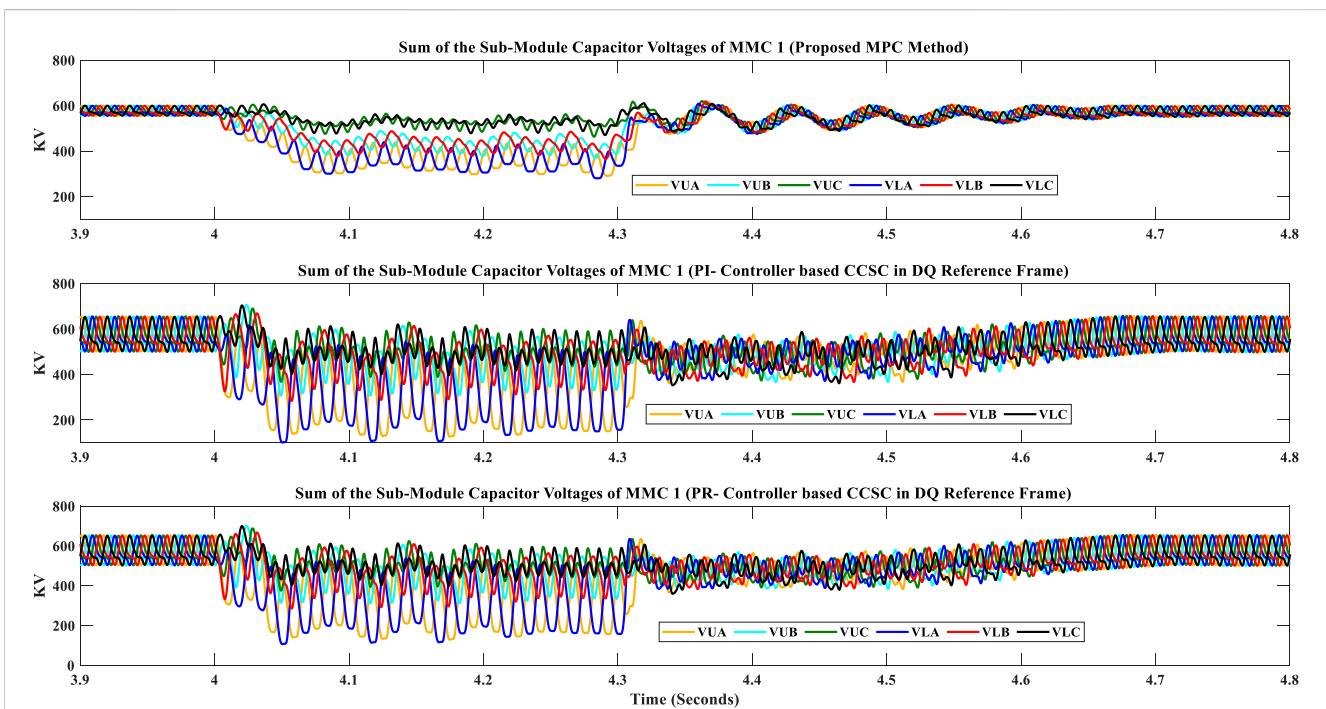 Sum of the Sub-Module Capacitor Voltages of MMC 1 (Proposed MPC Method)
800
600
400
200
KV
VUA VUB VUC VLA VLB VLC
3.9 4 4.1 4.2 4.3 4.4 4.5 4.6 4.7 4.8
Sum of the Sub-Module Capacitor Voltages of MMC 1 (PI- Controller based CCSC in DQ Reference Frame)
800
600
400
200
KV
VUA VUB VUC VLA VLB VLC
3.9 4 4.1 4.2 4.3 4.4 4.5 4.6 4.7 4.8
Sum of the Sub-Module Capacitor Voltages of MMC 1 (PR- Controller based CCSC in DQ Reference Frame)
800
600
400
200
0
KV
VUA VUB VUC VLA VLB VLC
3.9 4 4.1 4.2 4.3 4.4 4.5 4.6 4.7 4.8
Time (Seconds)